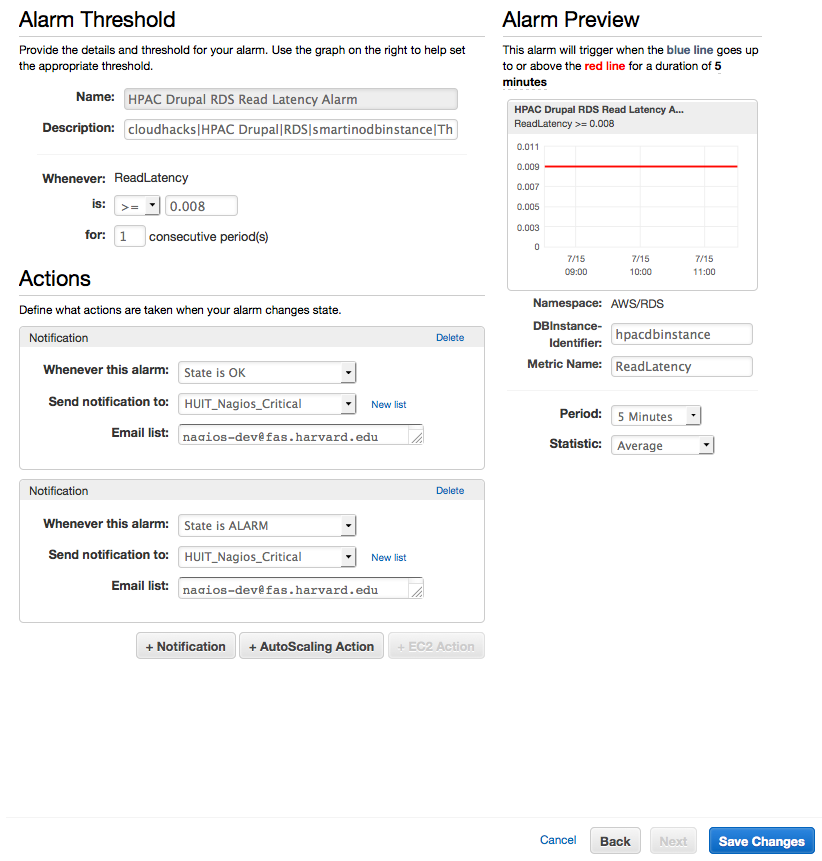 Alarm Threshold
Provide the details and threshold for your alarm. Use the graph on the right to help set
the appropriate threshold.
Name: HPAC Drupal RDS Read Latency Alarm
Description: cloudhacks|HPAC Drupal|RDS|smartinodbinstance|Th
Whenever: ReadLatency
is: >= 0.008
for: 1 consecutive period(s)
Actions
Define what actions are taken when your alarm changes state.
Notification Delete
Whenever this alarm: State is OK
Send notification to: HUIT_Nagios_Critical New list
Email list: nagios-dev@fas.harvard.edu
Notification Delete
Whenever this alarm: State is ALARM
Send notification to: HUIT_Nagios_Critical New list
Email list: nagios-dev@fas.harvard.edu
+ Notification + AutoScaling Action + EC2 Action
Alarm Preview
This alarm will trigger when the blue line goes up
to or above the red line for a duration of 5
minutes
HPAC Drupal RDS Read Latency A...
ReadLatency >= 0.008
0.011
0.009
0.007
0.005
0.003
0
7/15 7/15 7/15
09:00 10:00 11:00
Namespace: AWS/RDS
DBInstance-
Identifier: hpacdbinstance
Metric Name: ReadLatency
Period: 5 Minutes
Statistic: Average
Cancel Back Next Save Changes